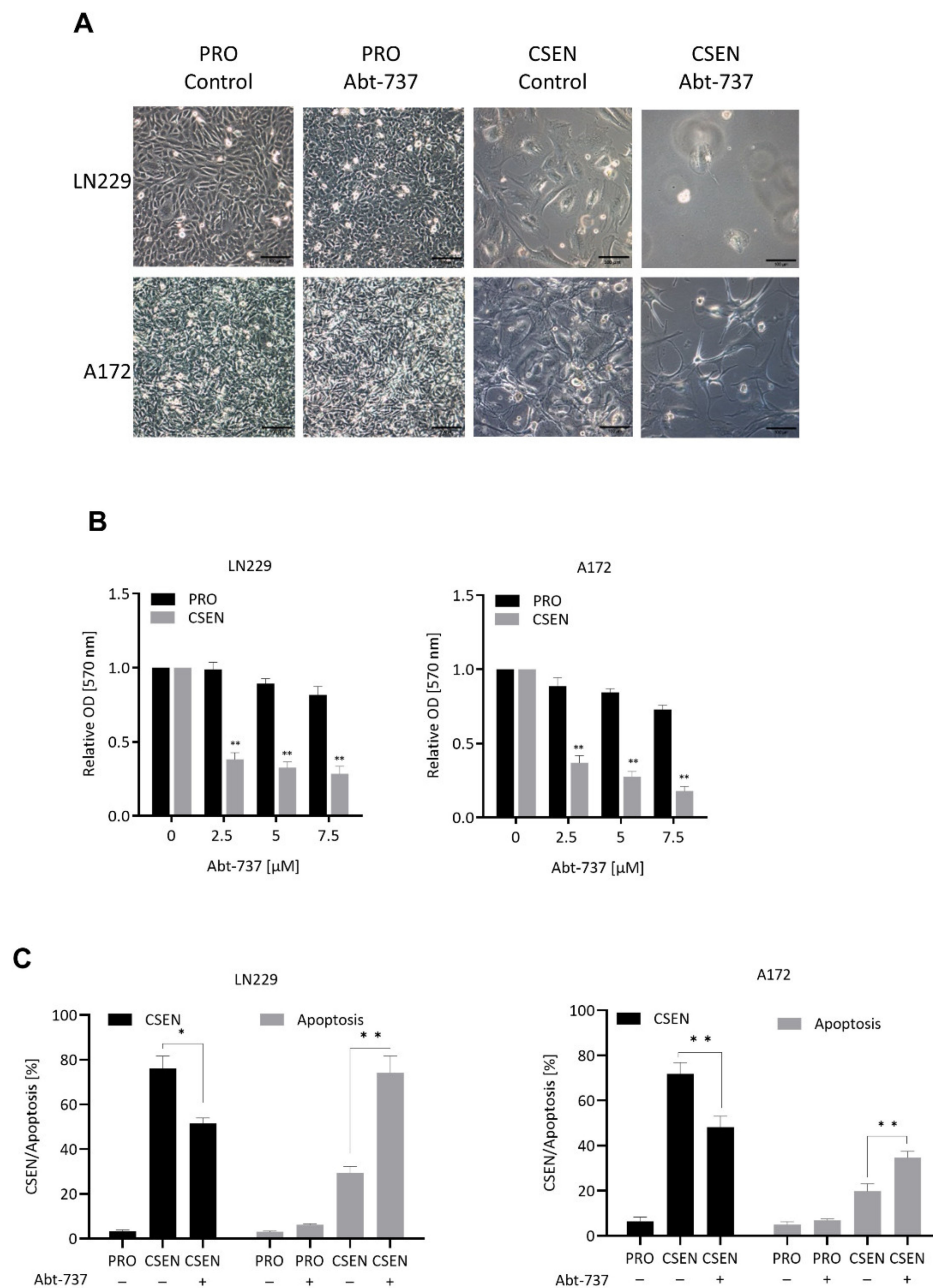 A
PRO PRO CSEN CSEN
Control Abt-737 Control Abt-737
LN229
A172
B
LN229
1.5
PRO
CSEN
1.0
0.5
0.0
Relative OD [570 nm]
** ** **
0 2.5 5 7.5
Abt-737 [µM]
A172
1.5
PRO
CSEN
1.0
0.5
0.0
Relative OD [570 nm]
** ** **
0 2.5 5 7.5
Abt-737 [µM]
C
LN229
100
80
60
40
20
0
CSEN/Apoptosis [%]
CSEN Apoptosis
* **
PRO CSEN CSEN PRO PRO CSEN CSEN
Abt-737 – – + – + – +
A172
100
80
60
40
20
0
CSEN/Apoptosis [%]
CSEN Apoptosis
** **
PRO CSEN CSEN PRO PRO CSEN CSEN
Abt-737 – – + – + – +